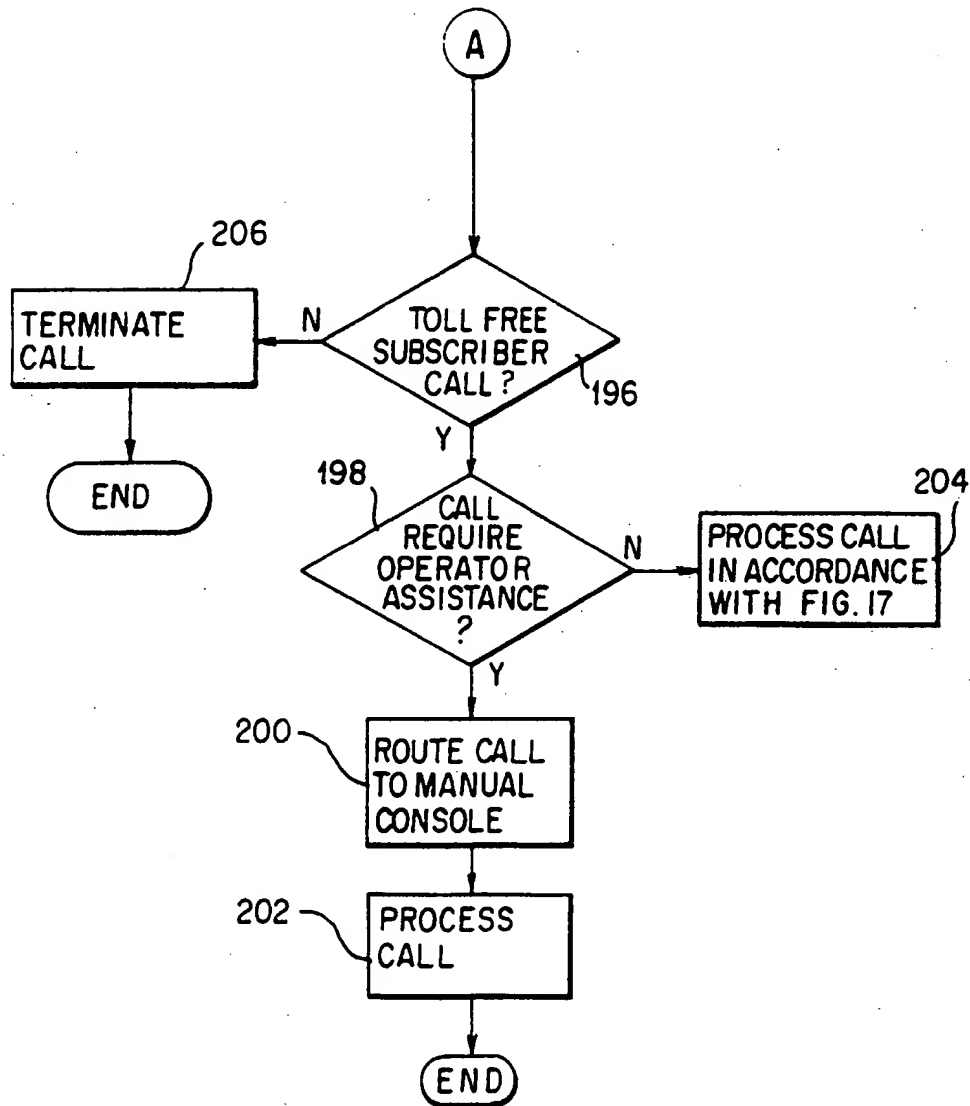 A
206
TERMINATE
CALL
N
TOLL FREE
SUBSCRIBER
CALL?
196
END
Y
198
CALL
REQUIRE
OPERATOR
ASSISTANCE
?
N
204
PROCESS CALL
IN ACCORDANCE
WITH FIG. 17
Y
200
ROUTE CALL
TO MANUAL
CONSOLE
202
PROCESS
CALL
END